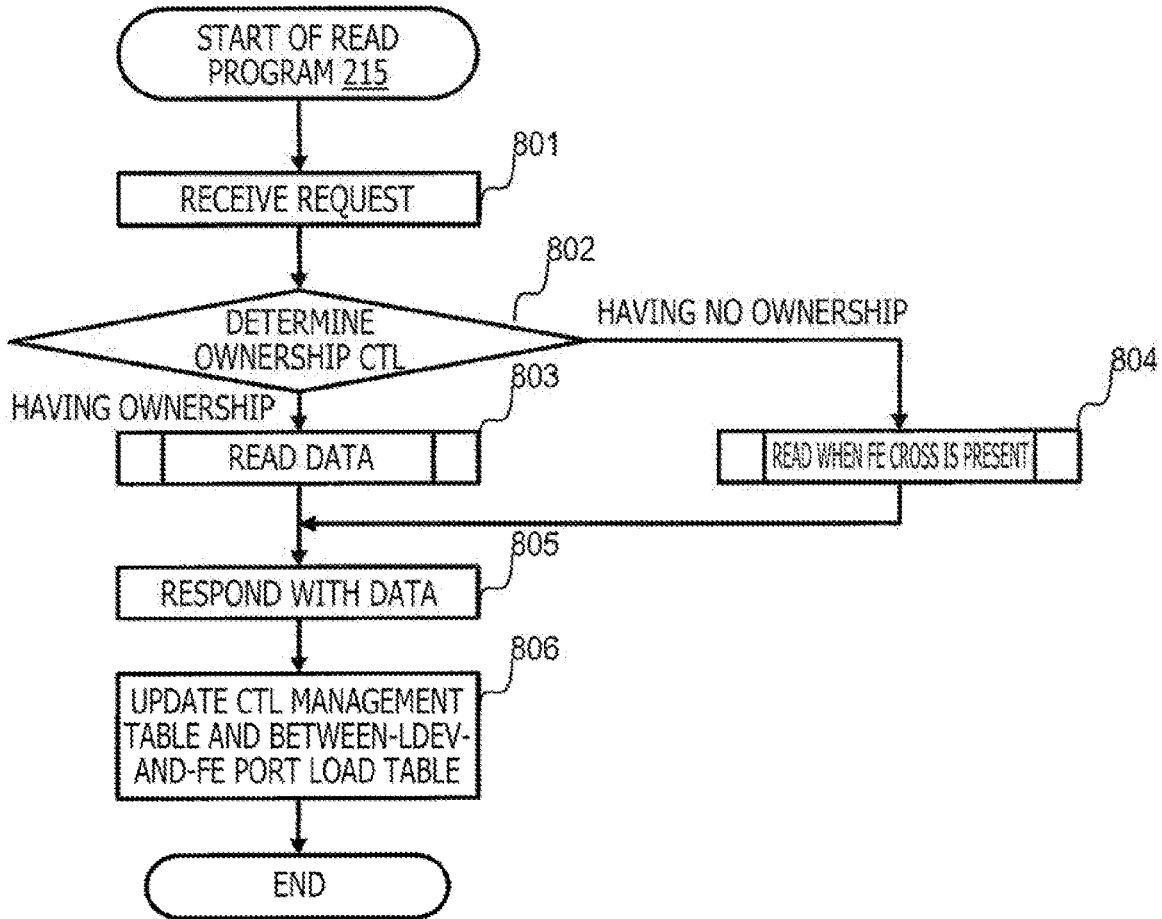 START OF READ
PROGRAM 215
801
RECEIVE REQUEST
802
DETERMINE
OWNERSHIP CTL
HAVING NO OWNERSHIP
HAVING OWNERSHIP
803
READ DATA
804
READ WHEN FE CROSS IS PRESENT
805
RESPOND WITH DATA
806
UPDATE CTL MANAGEMENT
TABLE AND BETWEEN-LDEV-
AND-FE PORT LOAD TABLE
END